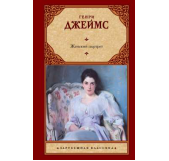 ГЕНРИ
ДЖЕЙМС
Женский портрет
ЗАРУБЕЖНАЯ КЛАССИКА